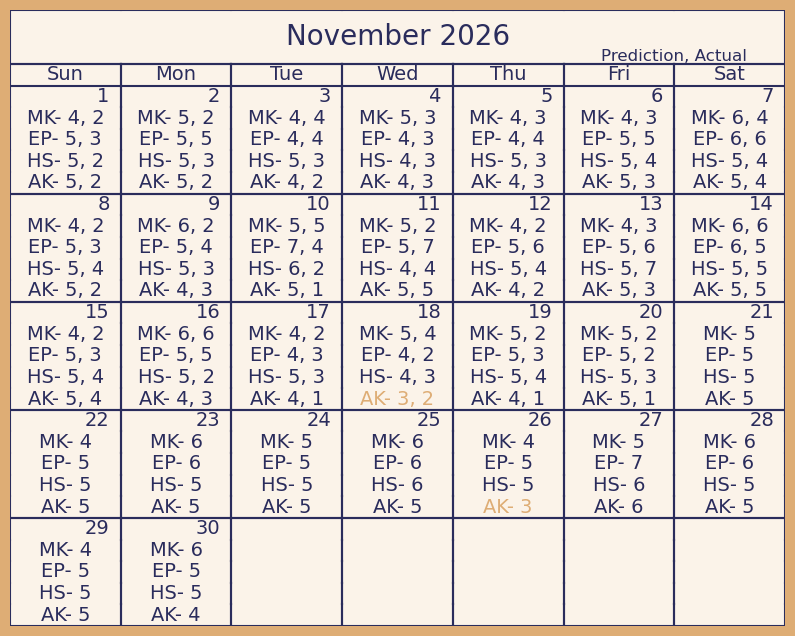 November 2026
Prediction, Actual
Sun Mon Tue Wed Thu Fri Sat
1 2 3 4 5 6 7
MK- 4, 2 MK- 5, 2 MK- 4, 4 MK- 5, 3 MK- 4, 3 MK- 4, 3 MK- 6, 4
EP- 5, 3 EP- 5, 5 EP- 4, 4 EP- 4, 3 EP- 4, 4 EP- 5, 5 EP- 6, 6
HS- 5, 2 HS- 5, 3 HS- 5, 3 HS- 4, 3 HS- 5, 3 HS- 5, 4 HS- 5, 4
AK- 5, 2 AK- 5, 2 AK- 4, 2 AK- 4, 3 AK- 4, 3 AK- 5, 3 AK- 5, 4
8 9 10 11 12 13 14
MK- 4, 2 MK- 6, 2 MK- 5, 5 MK- 5, 2 MK- 4, 2 MK- 4, 3 MK- 6, 6
EP- 5, 3 EP- 5, 4 EP- 7, 4 EP- 5, 7 EP- 5, 6 EP- 5, 6 EP- 6, 5
HS- 5, 4 HS- 5, 3 HS- 6, 2 HS- 4, 4 HS- 5, 4 HS- 5, 7 HS- 5, 5
AK- 5, 2 AK- 4, 3 AK- 5, 1 AK- 5, 5 AK- 4, 2 AK- 5, 3 AK- 5, 5
15 16 17 18 19 20 21
MK- 4, 2 MK- 6, 6 MK- 4, 2 MK- 5, 4 MK- 5, 2 MK- 5, 2 MK- 5
EP- 5, 3 EP- 5, 5 EP- 4, 3 EP- 4, 2 EP- 5, 3 EP- 5, 2 EP- 5
HS- 5, 4 HS- 5, 2 HS- 5, 3 HS- 4, 3 HS- 5, 4 HS- 5, 3 HS- 5
AK- 5, 4 AK- 4, 3 AK- 4, 1 AK- 3, 2 AK- 4, 1 AK- 5, 1 AK- 5
22 23 24 25 26 27 28
MK- 4 MK- 6 MK- 5 MK- 6 MK- 4 MK- 5 MK- 6
EP- 5 EP- 6 EP- 5 EP- 6 EP- 5 EP- 7 EP- 6
HS- 5 HS- 5 HS- 5 HS- 6 HS- 5 HS- 6 HS- 5
AK- 5 AK- 5 AK- 5 AK- 5 AK- 3 AK- 6 AK- 5
29 30
MK- 4 MK- 6
EP- 5 EP- 5
HS- 5 HS- 5
AK- 5 AK- 4